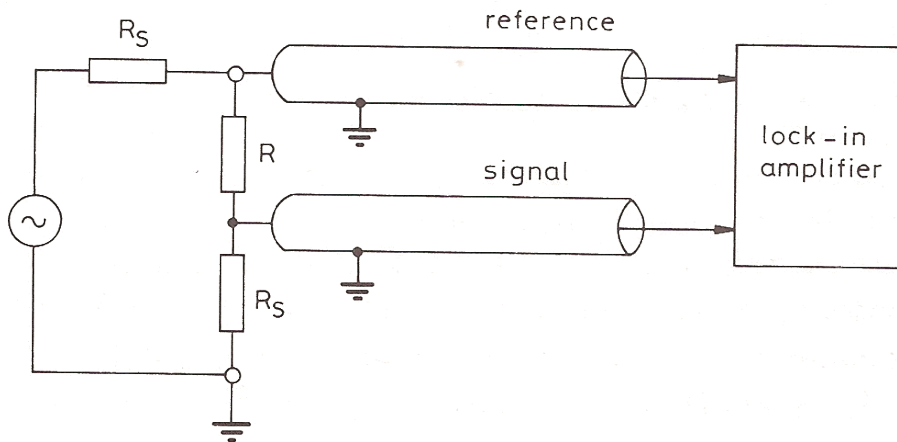 reference
R_S
R
lock-in
amplifier
signal
R_S